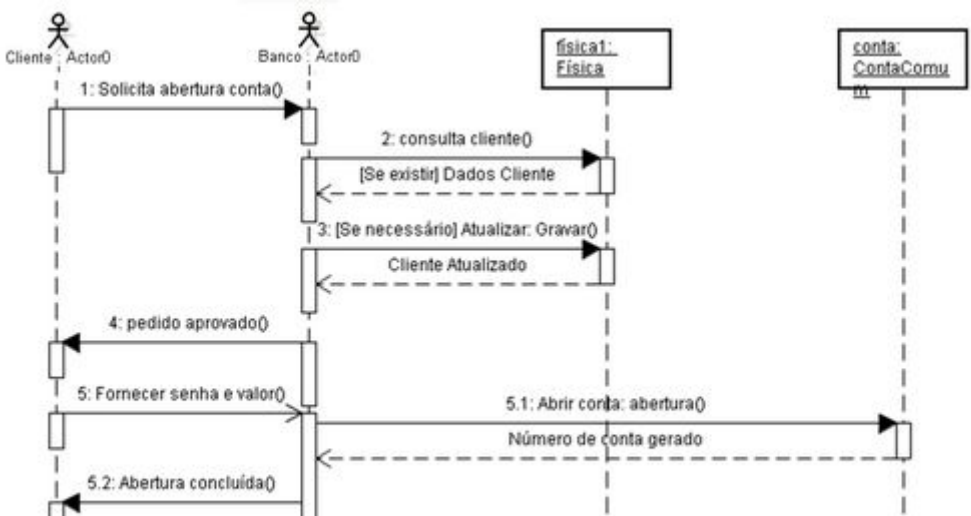 Cliente : Actor0
Banco : Actor0
física1:
Física
conta:
ContaComu
m
1: Solicita abertura conta()
2: consulta cliente()
[Se existir] Dados Cliente
3: [Se necessário] Atualizar: Gravar()
Cliente Atualizado
4: pedido aprovado()
5: Fornecer senha e valor()
5.1: Abrir conta: abertura()
Número de conta gerado
5.2: Abertura concluída()